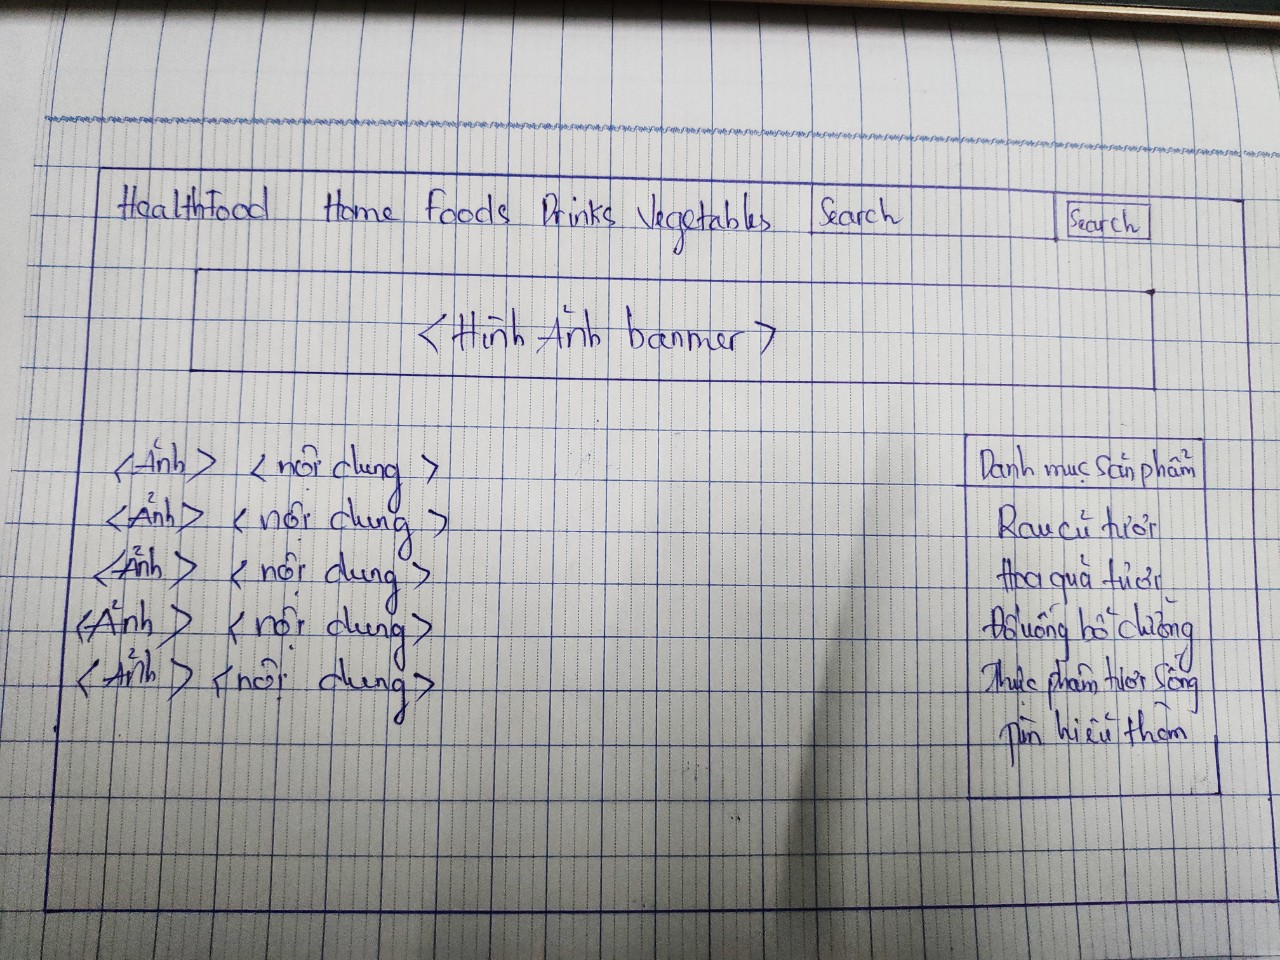 Healthfood Home Foods Drinks Vegetables Search Search
<Hình Ảnh banner>
<Ảnh> <nội dung>
<Ảnh> <nội dung>
<Ảnh> <nội dung>
<Ảnh> <nội dung>
<Ảnh> <nội dung>
Danh mục sản phẩm
Rau củ tươi
Hoa quả tươi
Đồ uống bổ dưỡng
Thực phẩm tươi sống
Tìm hiểu thêm